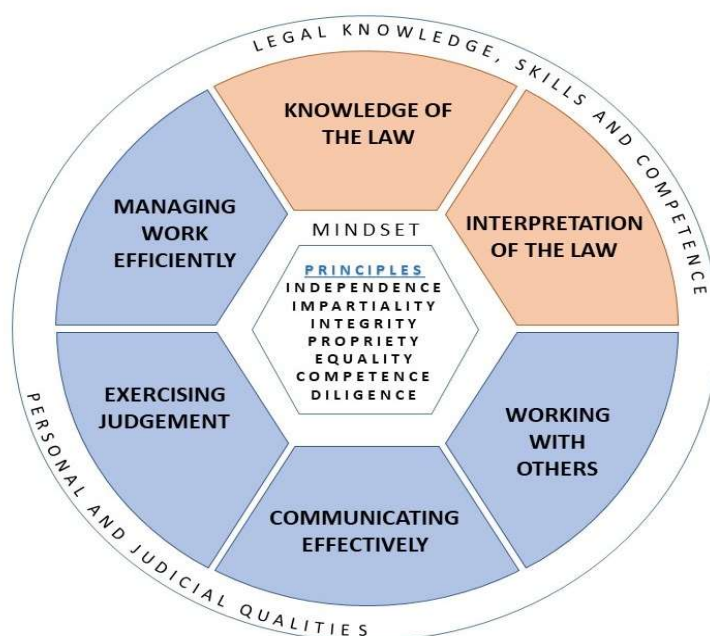 LEGAL KNOWLEDGE, SKILLS AND COMPETENCE
KNOWLEDGE OF
THE LAW
INTERPRETATION
OF THE LAW
WORKING
WITH
OTHERS
COMMUNICATING
EFFECTIVELY
EXERCISING
JUDGEMENT
MANAGING
WORK
EFFICIENTLY
MINDSET
PRINCIPLES
INDEPENDENCE
IMPARTIALITY
INTEGRITY
PROPRIETY
EQUALITY
COMPETENCE
DILIGENCE
PERSONAL AND JUDICIAL QUALITIES